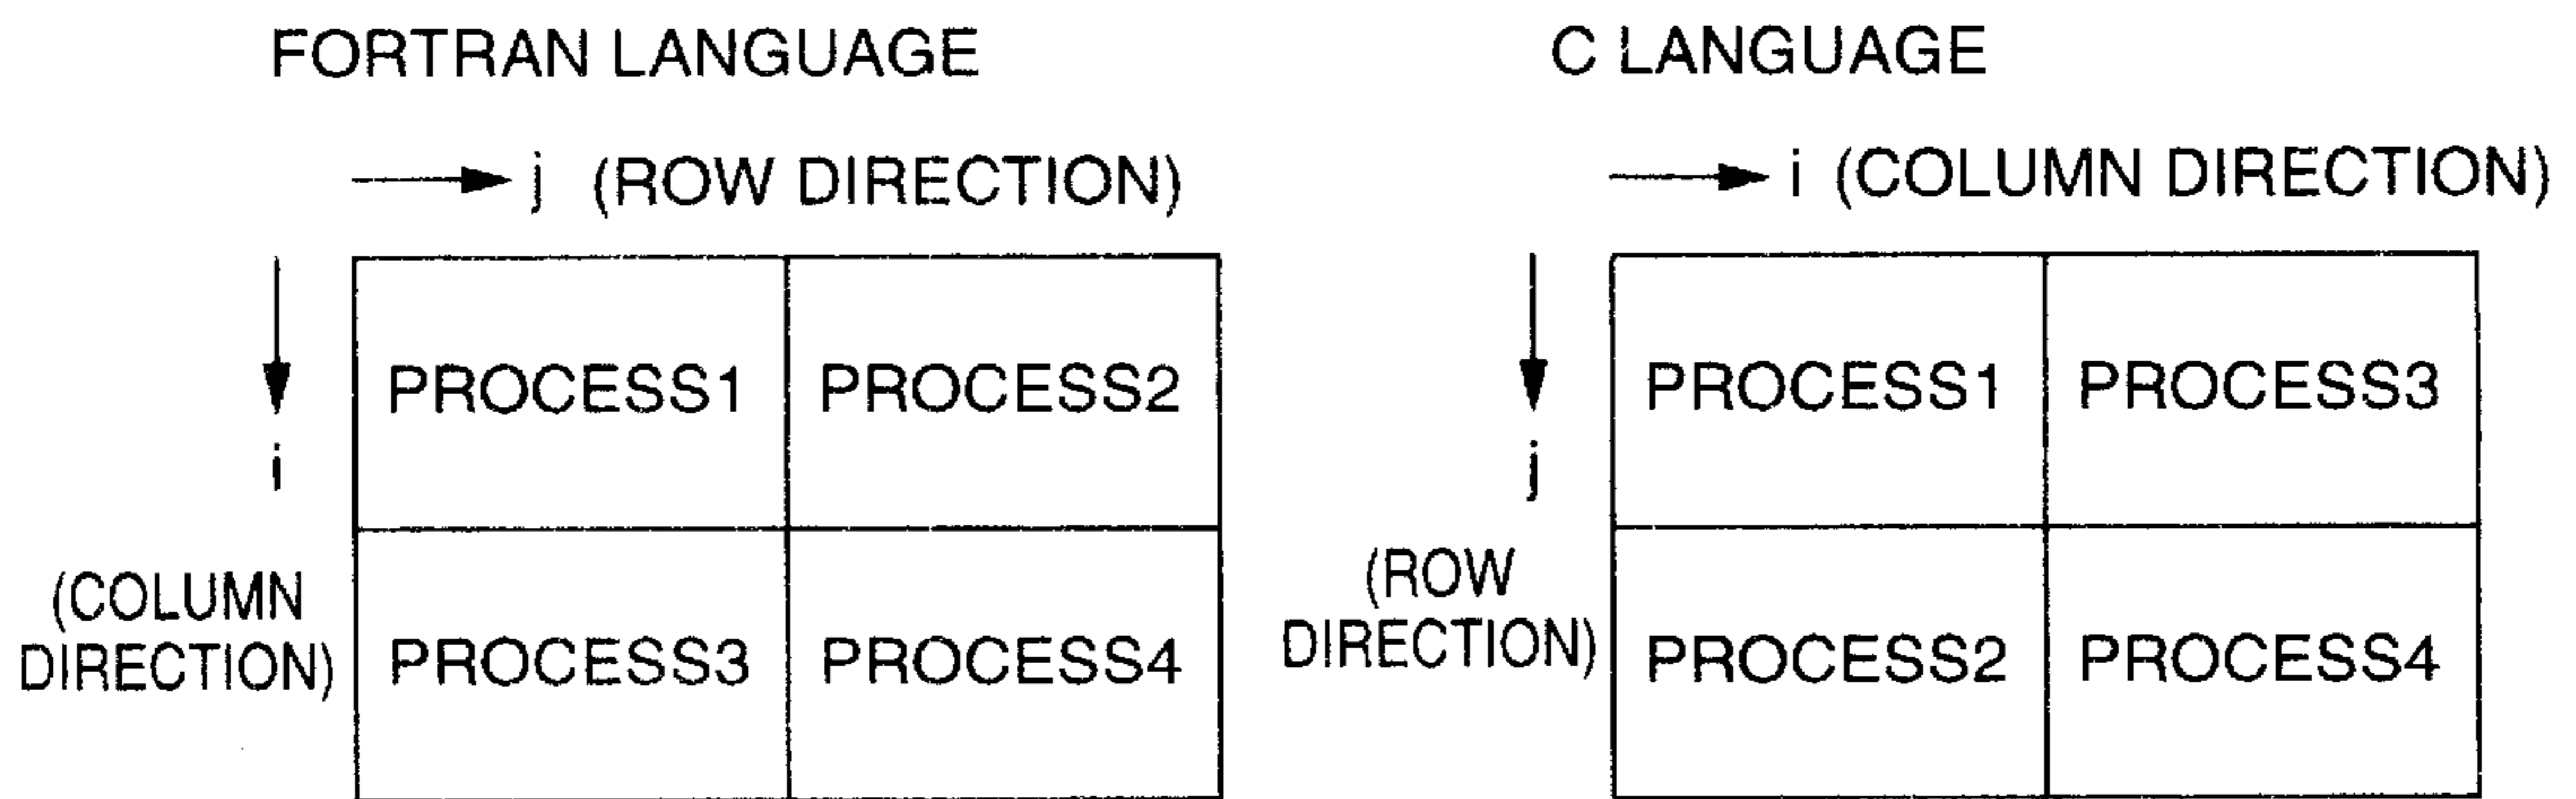 FORTRAN LANGUAGE
j (ROW DIRECTION)
i
(COLUMN
DIRECTION)
PROCESS1 PROCESS2
PROCESS3 PROCESS4
C LANGUAGE
i (COLUMN DIRECTION)
j
(ROW
DIRECTION)
PROCESS1 PROCESS3
PROCESS2 PROCESS4